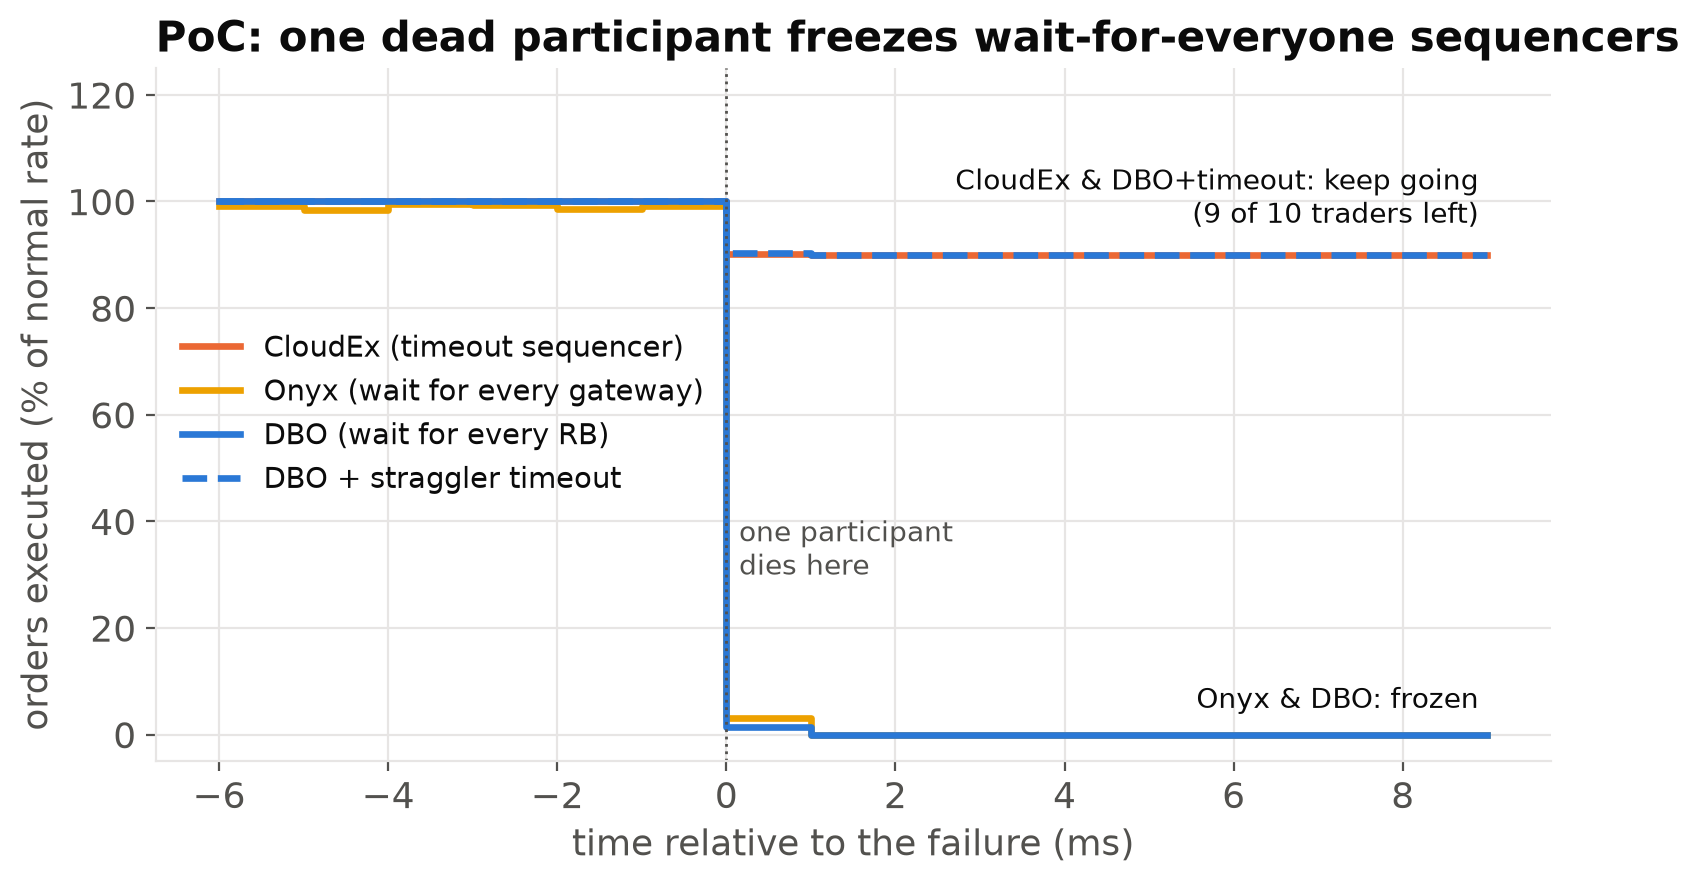 PoC: one dead participant freezes wait-for-everyone sequencers
orders executed (% of normal rate)
120
100
80
60
40
20
0
CloudEx & DBO+timeout: keep going
(9 of 10 traders left)
CloudEx (timeout sequencer)
Onyx (wait for every gateway)
DBO (wait for every RB)
DBO + straggler timeout
one participant
dies here
Onyx & DBO: frozen
−6
−4
−2
0
2
4
6
8
time relative to the failure (ms)